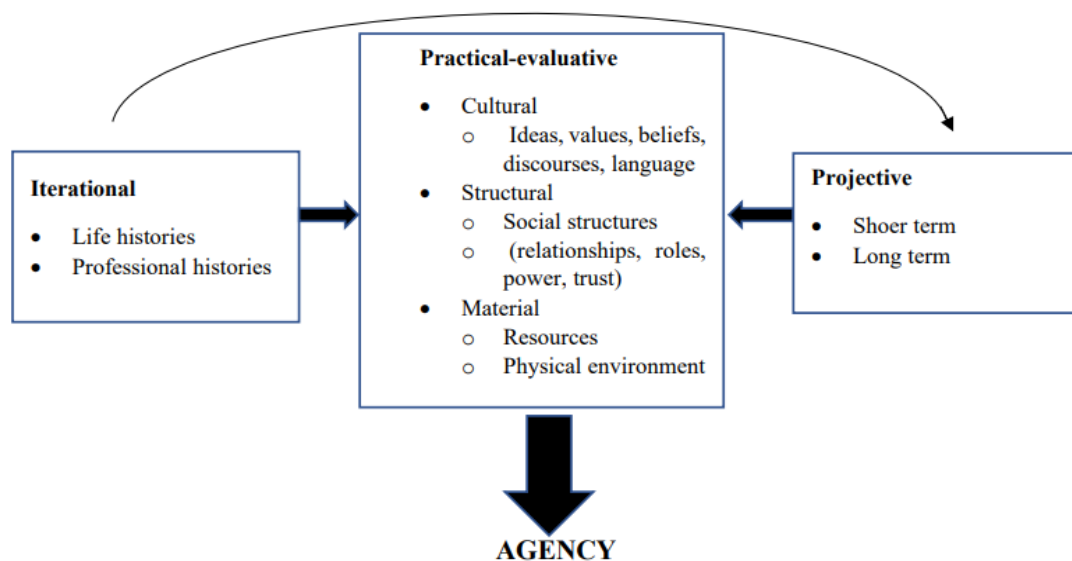 Practical-evaluative
• Cultural
o Ideas, values, beliefs,
discourses, language
• Structural
o Social structures
o (relationships, roles,
power, trust)
• Material
o Resources
o Physical environment
Iterational
• Life histories
• Professional histories
Projective
• Shoer term
• Long term
AGENCY